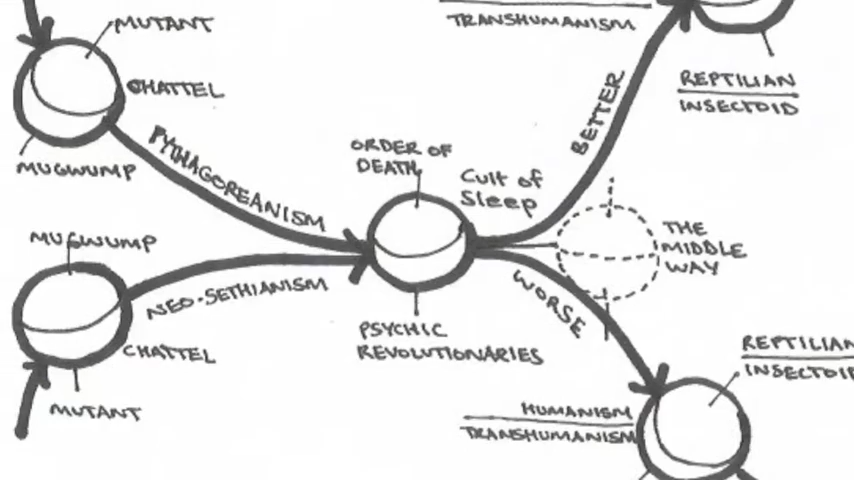 MUTANT
CHATTEL
MUGWUMP
PYTHAGOREANISM
MUGWUMP
NEO-SETHIANISM
CHATTEL
MUTANT
ORDER OF
DEATH
Cult of
Sleep
PSYCHIC
REVOLUTIONARIES
TRANSHUMANISM
BETTER
REPTILIAN
INSECTOID
THE
MIDDLE
WAY
WORSE
REPTILIAN
INSECTOID
HUMANISM
TRANSHUMANISM